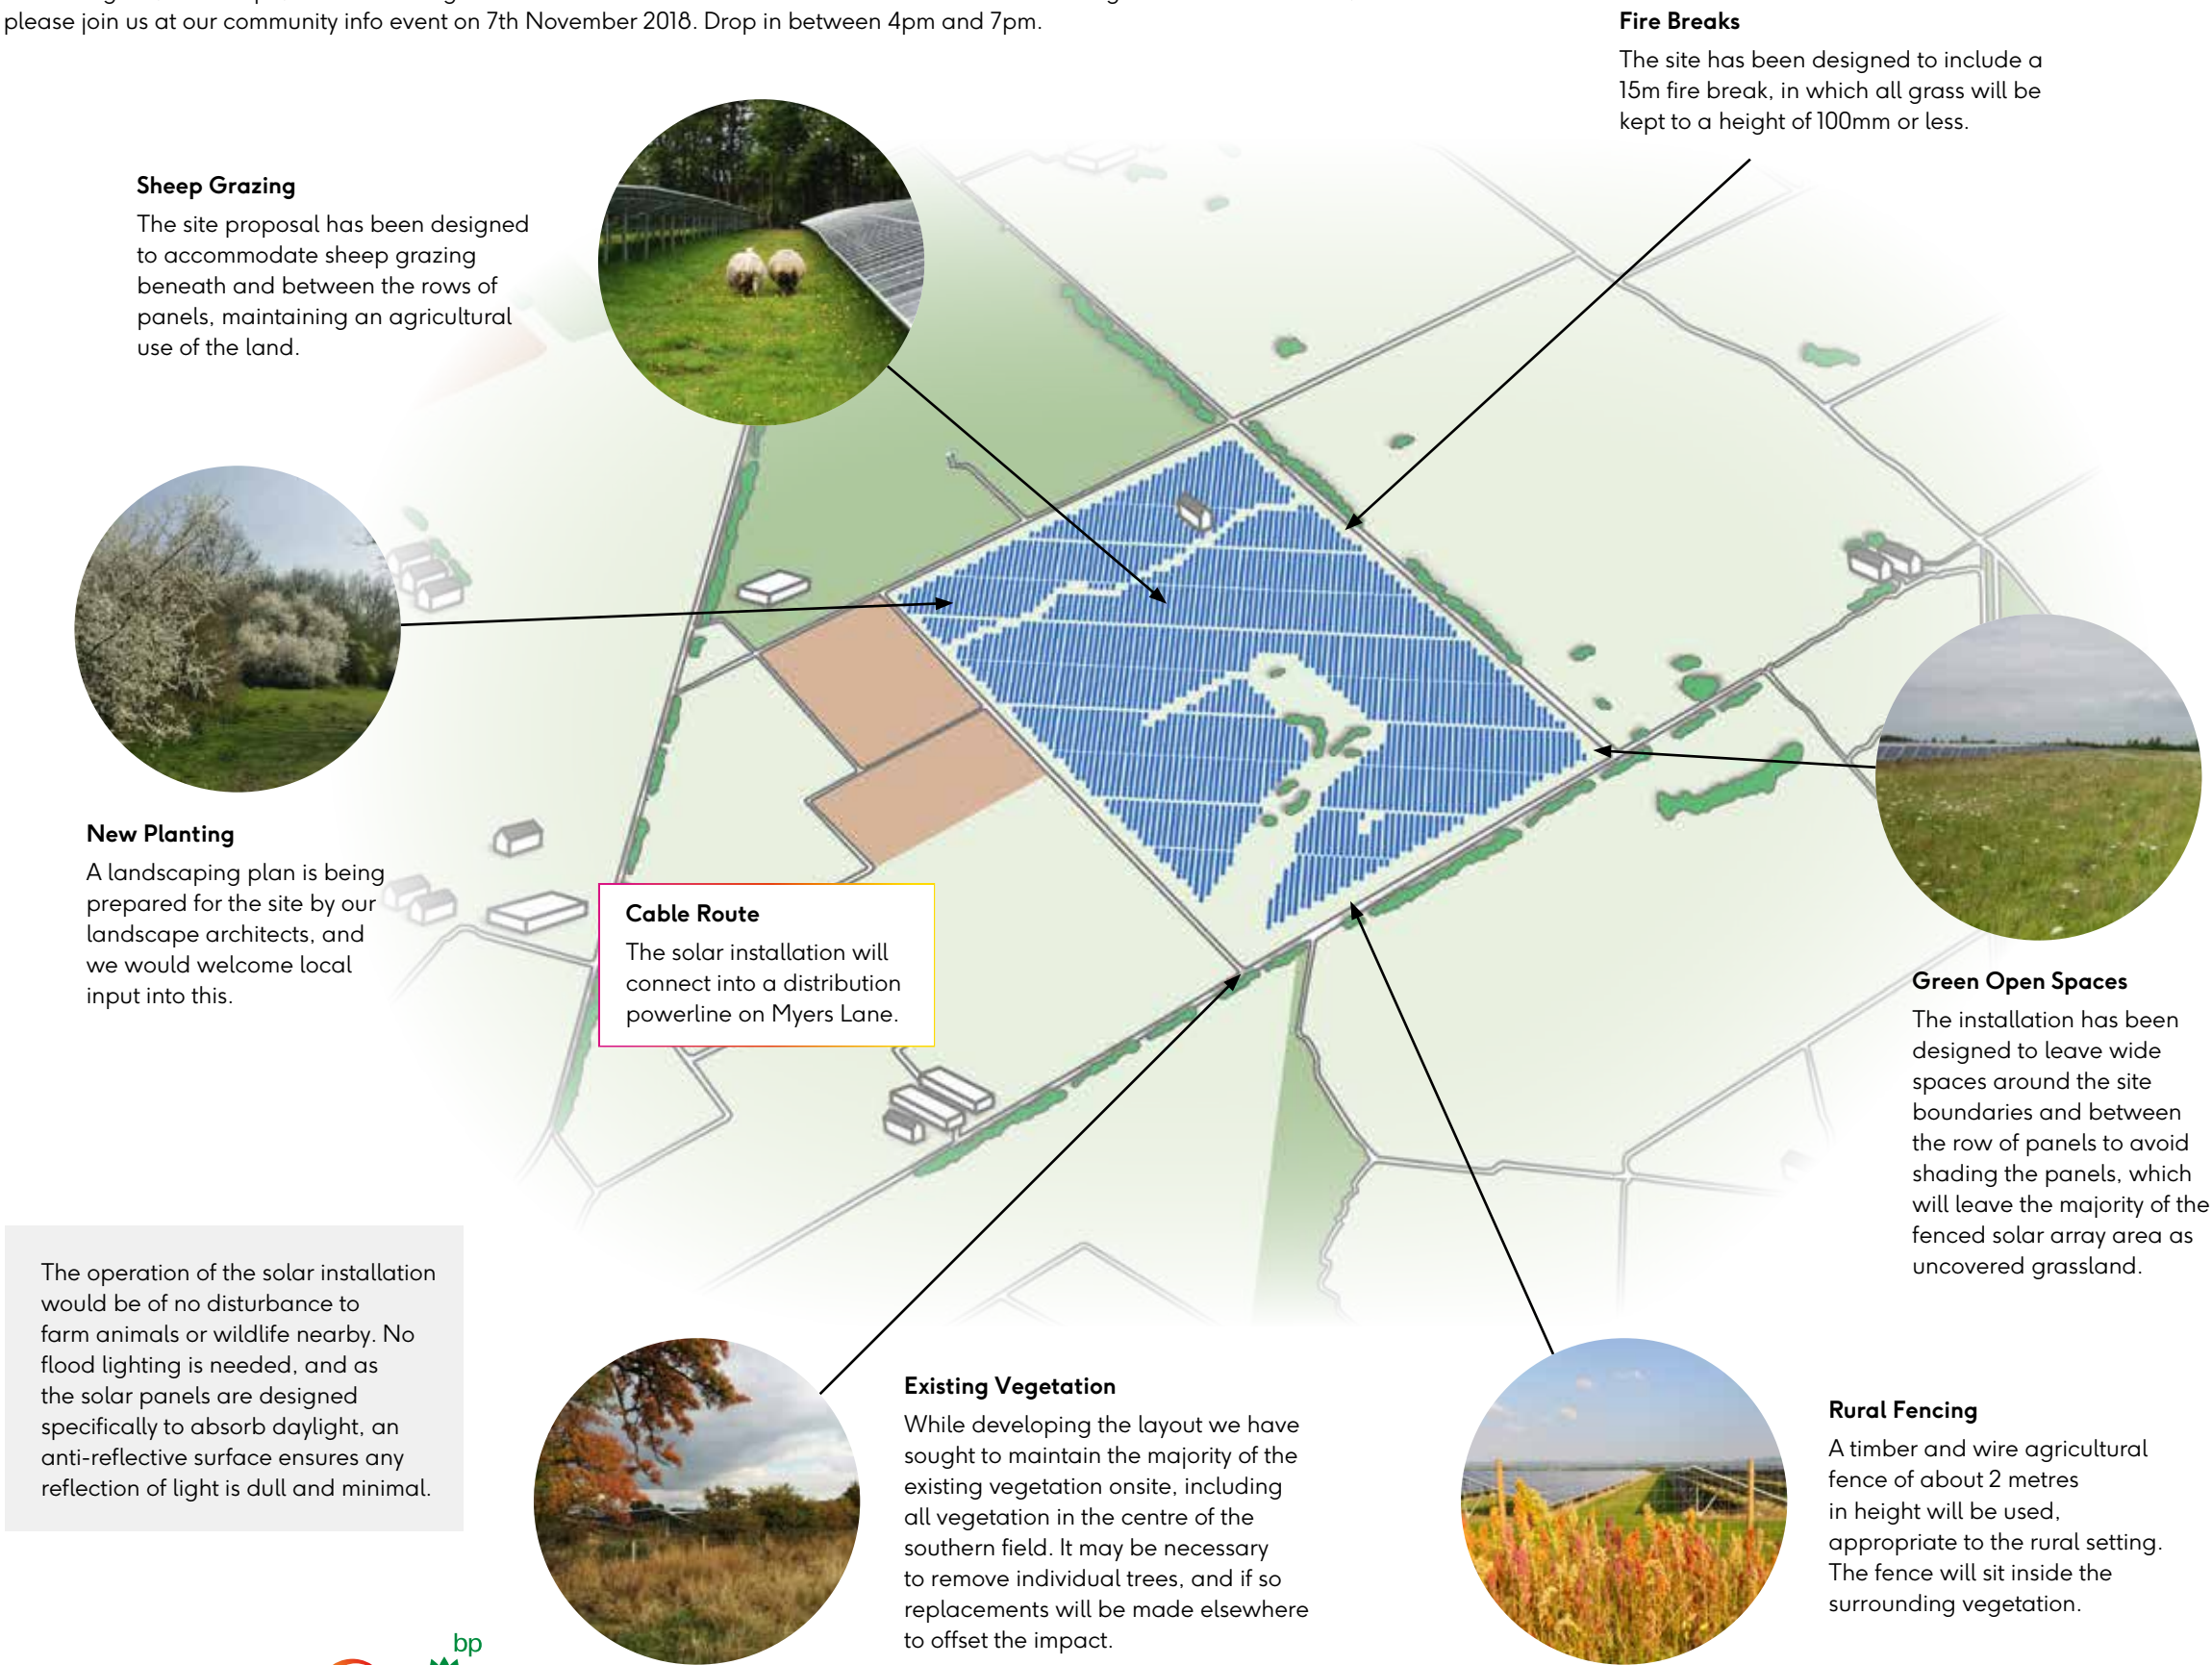 please join us at our community info event on 7th November 2018. Drop in between 4pm and 7pm.
Fire Breaks
The site has been designed to include a
15m fire break, in which all grass will be
kept to a height of 100mm or less.
Sheep Grazing
The site proposal has been designed
to accommodate sheep grazing
beneath and between the rows of
panels, maintaining an agricultural
use of the land.
New Planting
A landscaping plan is being
prepared for the site by our
landscape architects, and
we would welcome local
input into this.
Cable Route
The solar installation will
connect into a distribution
powerline on Myers Lane.
Green Open Spaces
The installation has been
designed to leave wide
spaces around the site
boundaries and between
the row of panels to avoid
shading the panels, which
will leave the majority of the
fenced solar array area as
uncovered grassland.
The operation of the solar installation
would be of no disturbance to
farm animals or wildlife nearby. No
flood lighting is needed, and as
the solar panels are designed
specifically to absorb daylight, an
anti-reflective surface ensures any
reflection of light is dull and minimal.
Existing Vegetation
While developing the layout we have
sought to maintain the majority of the
existing vegetation onsite, including
all vegetation in the centre of the
southern field. It may be necessary
to remove individual trees, and if so
replacements will be made elsewhere
to offset the impact.
Rural Fencing
A timber and wire agricultural
fence of about 2 metres
in height will be used,
appropriate to the rural setting.
The fence will sit inside the
surrounding vegetation.
bp